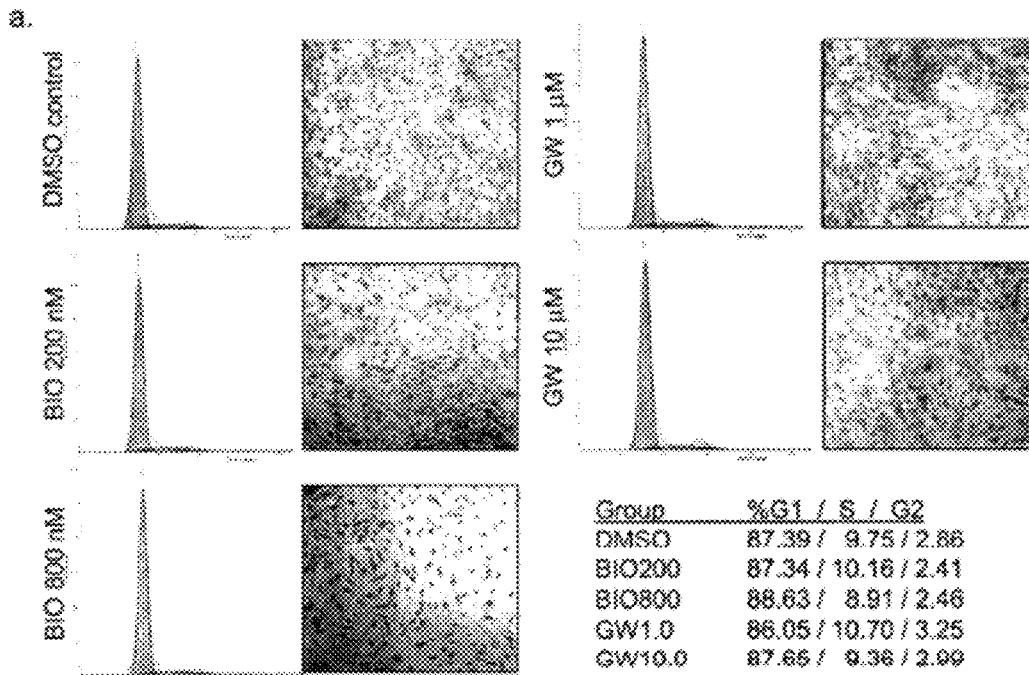 a.
DMSO control
GW 1 μM
BIO 200 nM
GW 10 μM
BIO 800 nM
Group %G1 / S / G2
DMSO 87.39 / 9.75 / 2.86
BIO200 87.34 / 10.16 / 2.41
BIO800 88.63 / 8.91 / 2.46
GW1.0 86.05 / 10.70 / 3.25
GW10.0 87.65 / 9.36 / 2.99